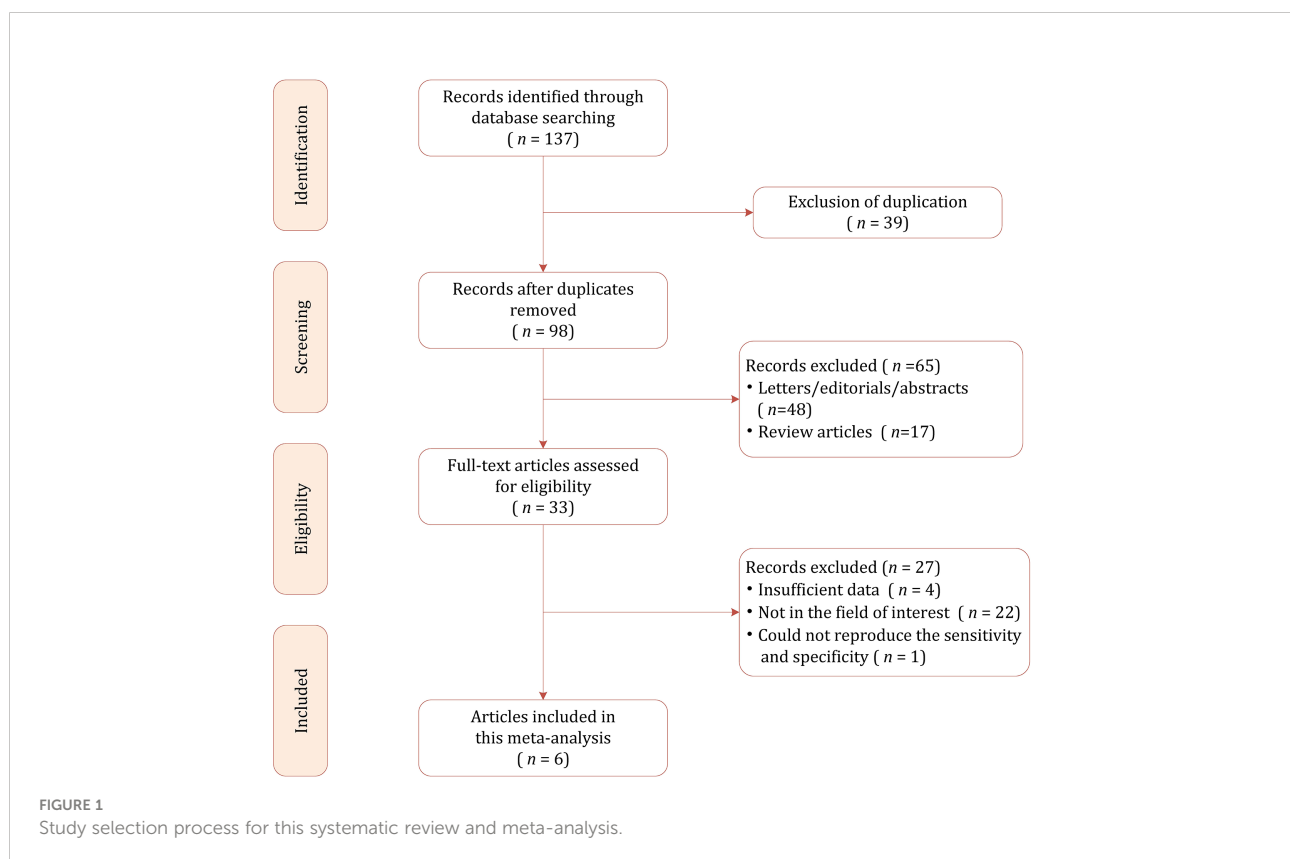 Identification
Records identified through
database searching
( n = 137)
Exclusion of duplication
( n = 39)
Screening
Records after duplicates
removed
( n = 98)
Records excluded ( n =65)
• Letters/editorials/abstracts
( n=48)
• Review articles ( n=17)
Eligibility
Full-text articles assessed
for eligibility
( n = 33)
Records excluded (n = 27)
• Insufficient data ( n = 4)
• Not in the field of interest ( n = 22)
• Could not reproduce the sensitivity
and specificity ( n = 1)
Included
Articles included in
this meta-analysis
( n = 6)
FIGURE 1
Study selection process for this systematic review and meta-analysis.